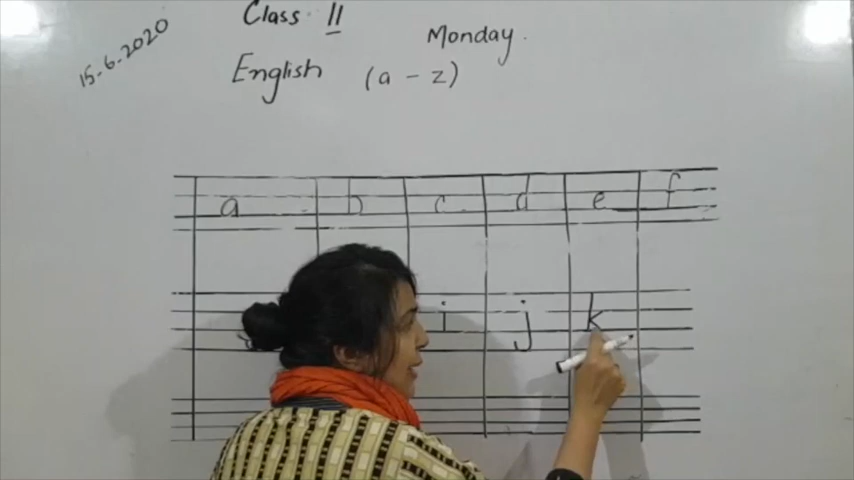 Class II
15-6-2020
Monday.
English (a - z)
a b c d e f
i j k